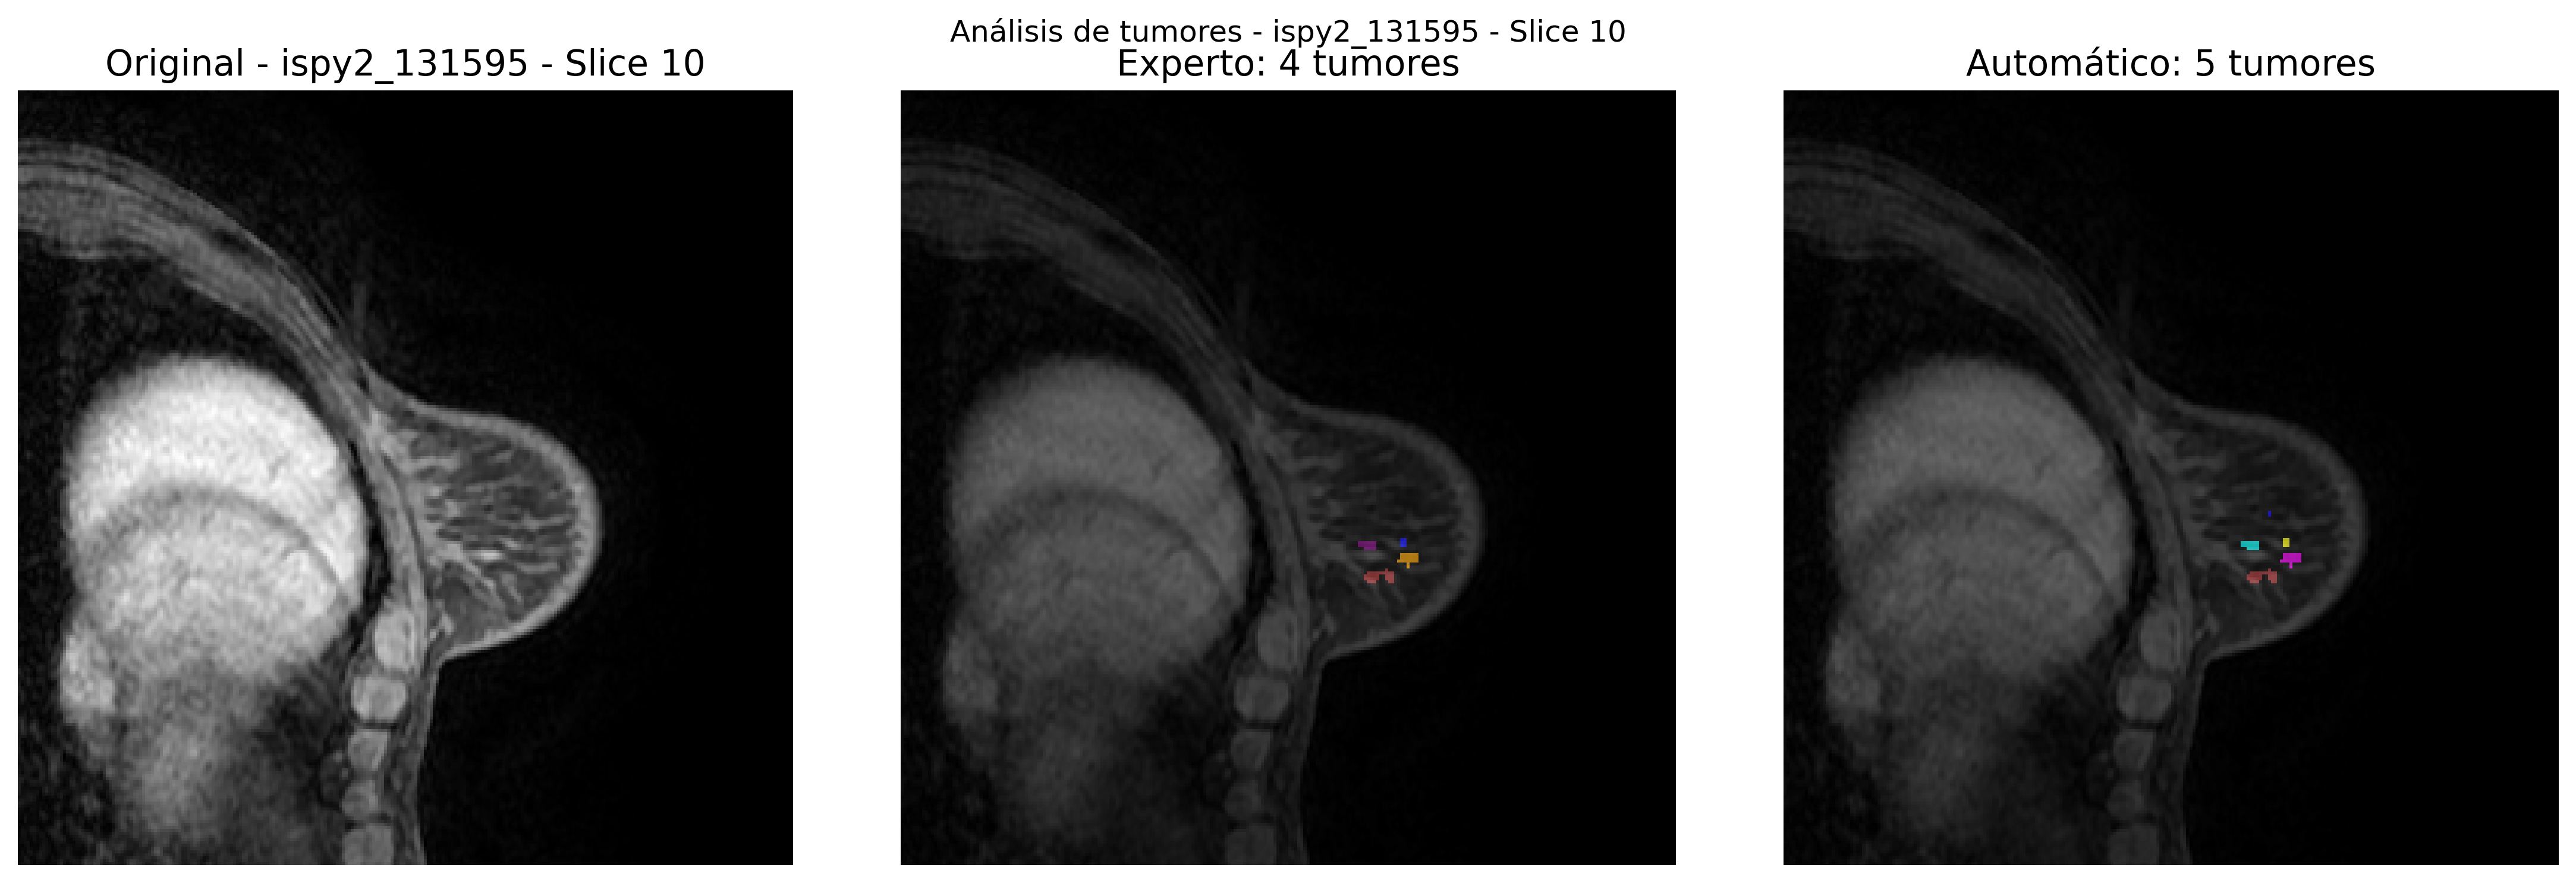 Análisis de tumores - ispy2_131595 - Slice 10
Original - ispy2_131595 - Slice 10
Experto: 4 tumores
Automático: 5 tumores